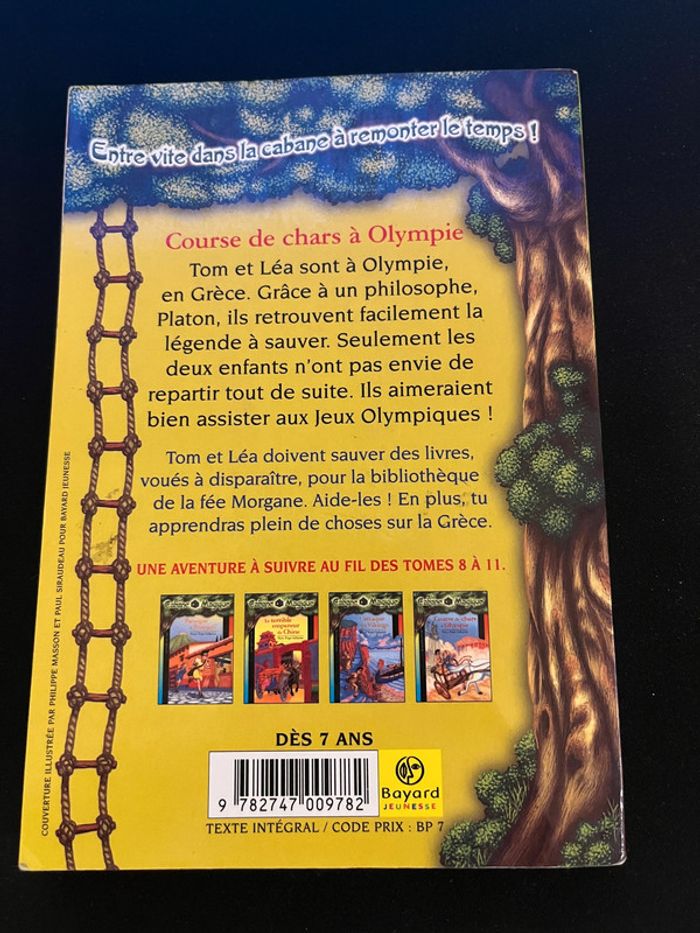 Entre vite dans la cabane à remonter le temps !
Course de chars à Olympie
Tom et Léa sont à Olympie,
en Grèce. Grâce à un philosophe,
Platon, ils retrouvent facilement la
légende à sauver. Seulement les
deux enfants n'ont pas envie de
repartir tout de suite. Ils aimeraient
bien assister aux Jeux Olympiques !
Tom et Léa doivent sauver des livres,
voués à disparaître, pour la bibliothèque
de la fée Morgane. Aide-les ! En plus, tu
apprendras plein de choses sur la Grèce.
UNE AVENTURE À SUIVRE AU FIL DES TOMES 8 À 11.
DÈS 7 ANS
9 782747 009782
Bayard
JEUNESSE
TEXTE INTÉGRAL / CODE PRIX : BP 7
COUVERTURE ILLUSTRÉE PAR PHILIPPE MASSON ET PAUL SIRAUDEAU POUR BAYARD JEUNESSE